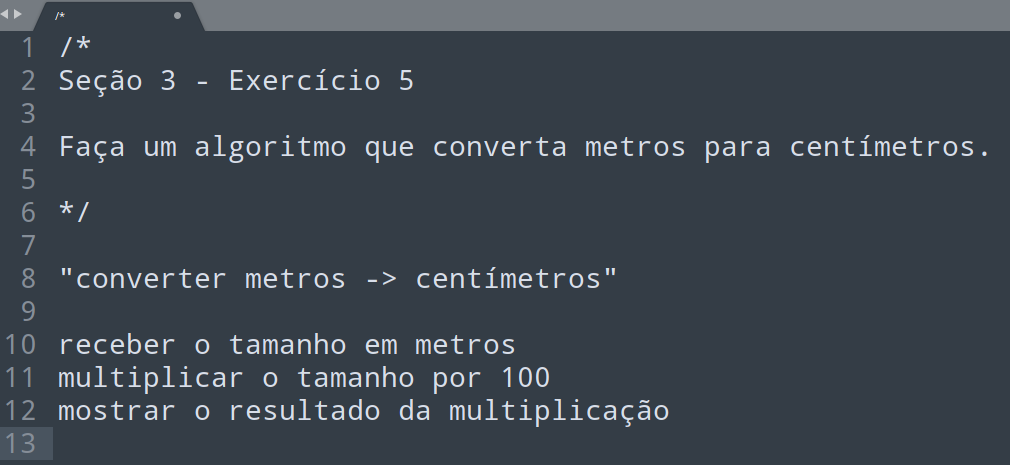 /*
1 /*
2 Seção 3 - Exercício 5
3
4 Faça um algoritmo que converta metros para centímetros.
5
6 */
7
8 "converter metros -> centímetros"
9
10 receber o tamanho em metros
11 multiplicar o tamanho por 100
12 mostrar o resultado da multiplicação
13